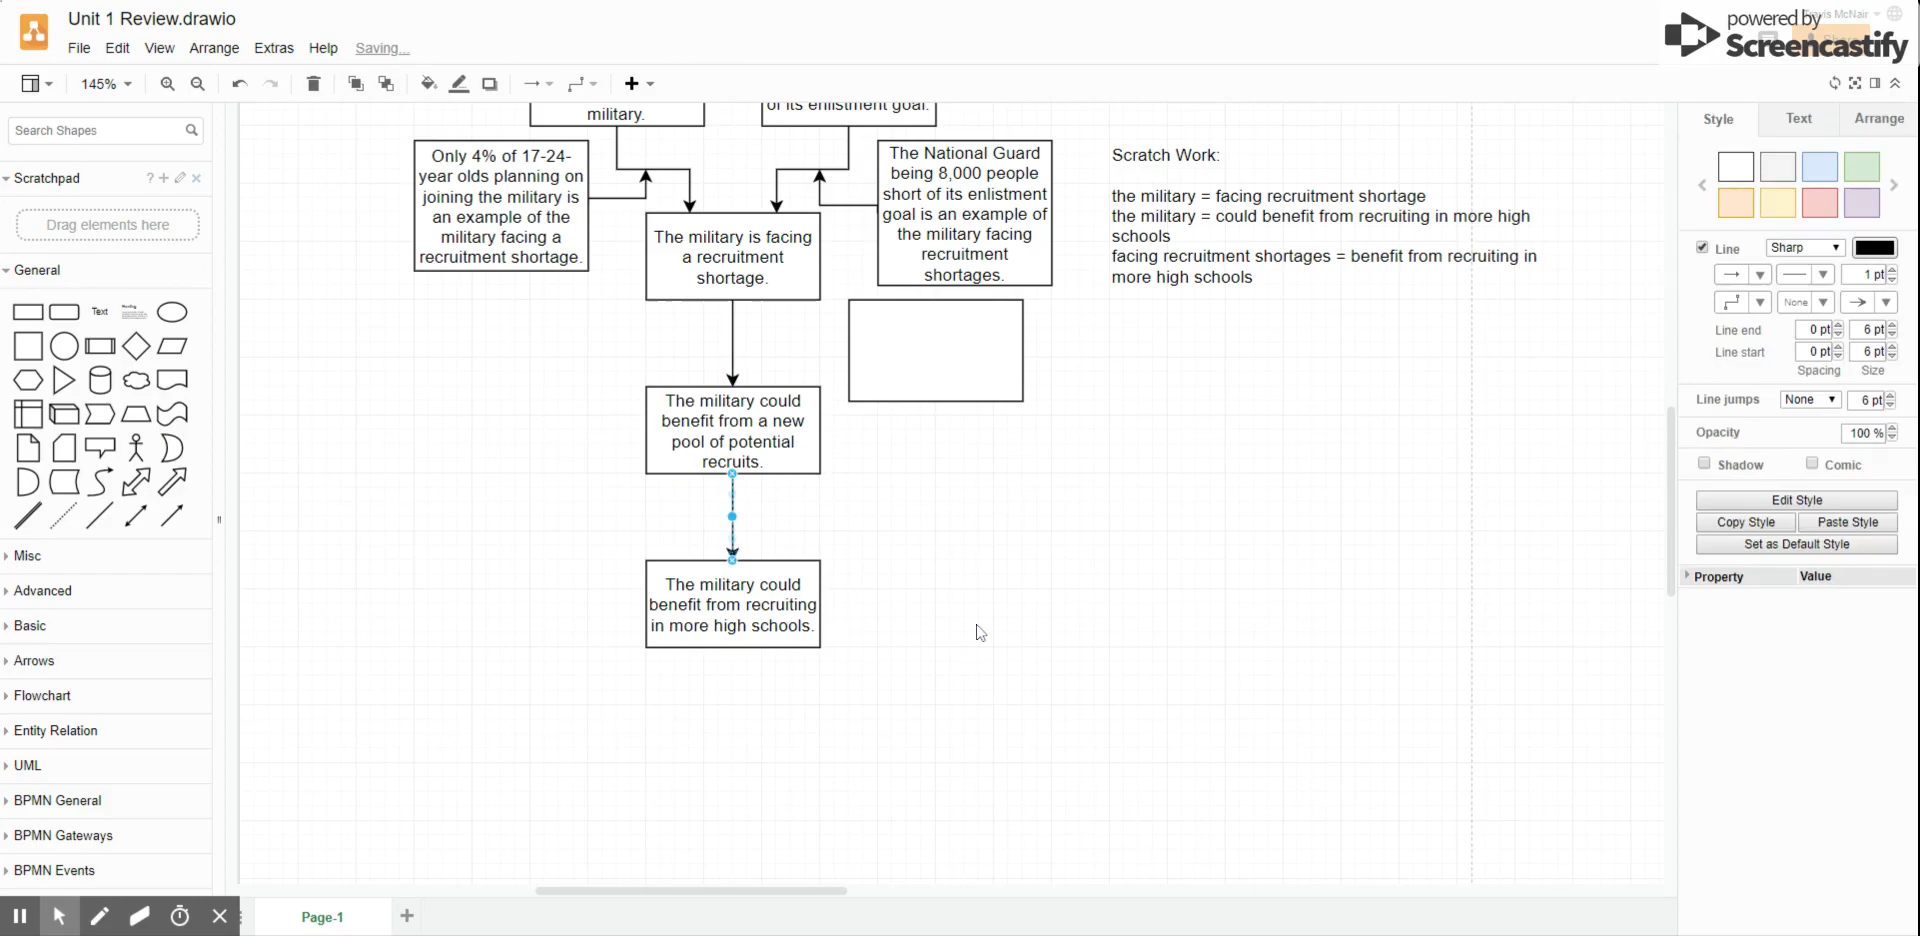 Unit 1 Review.drawio
File Edit View Arrange Extras Help Saving...
powered by
Screencastify
145%
Search Shapes
Scratchpad
?
Drag elements here
General
Text
Misc
Advanced
Basic
Arrows
Flowchart
Entity Relation
UML
BPMN General
BPMN Gateways
BPMN Events
military.
of its enlistment goal.
Only 4% of 17-24-
year olds planning on
joining the military is
an example of the
military facing a
recruitment shortage.
The National Guard
being 8,000 people
short of its enlistment
goal is an example of
the military facing
recruitment
shortages.
The military is facing
a recruitment
shortage.
The military could
benefit from a new
pool of potential
recruits.
The military could
benefit from recruiting
in more high schools.
Scratch Work:
the military = facing recruitment shortage
the military = could benefit from recruiting in more high
schools
facing recruitment shortages = benefit from recruiting in
more high schools
Style Text Arrange
Line Sharp
1 pt
None
Line end 0 pt 6 pt
Line start 0 pt 6 pt
Spacing Size
Line jumps None 6 pt
Opacity 100 %
Shadow Comic
Edit Style
Copy Style Paste Style
Set as Default Style
Property Value
Page-1